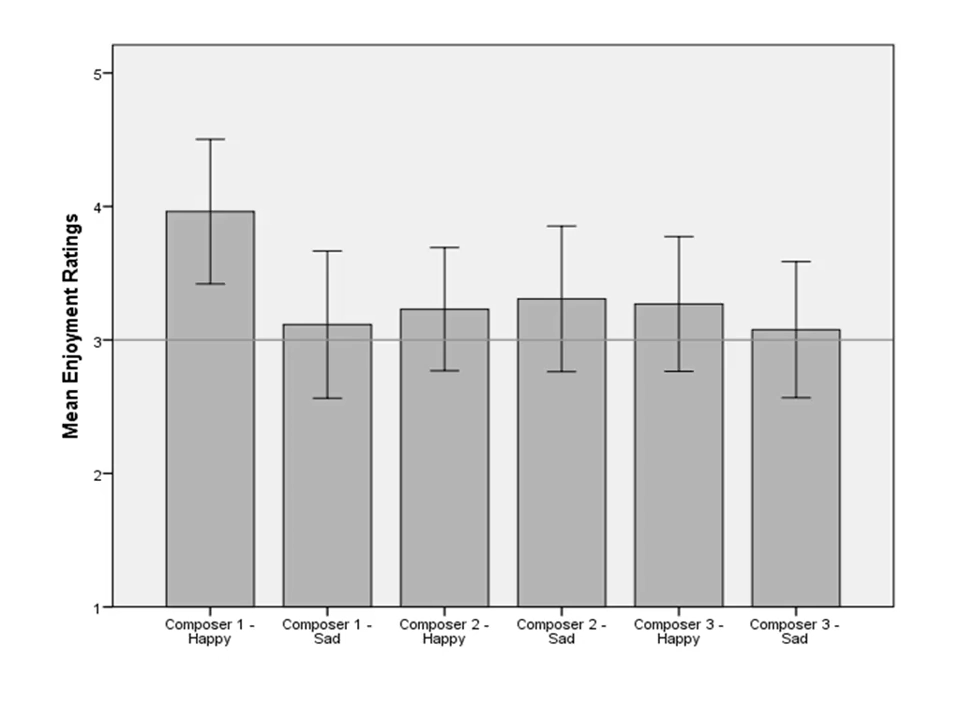 Mean Enjoyment Ratings
5
4
3
2
1
Composer 1 -
Happy
Composer 1 -
Sad
Composer 2 -
Happy
Composer 2 -
Sad
Composer 3 -
Happy
Composer 3 -
Sad